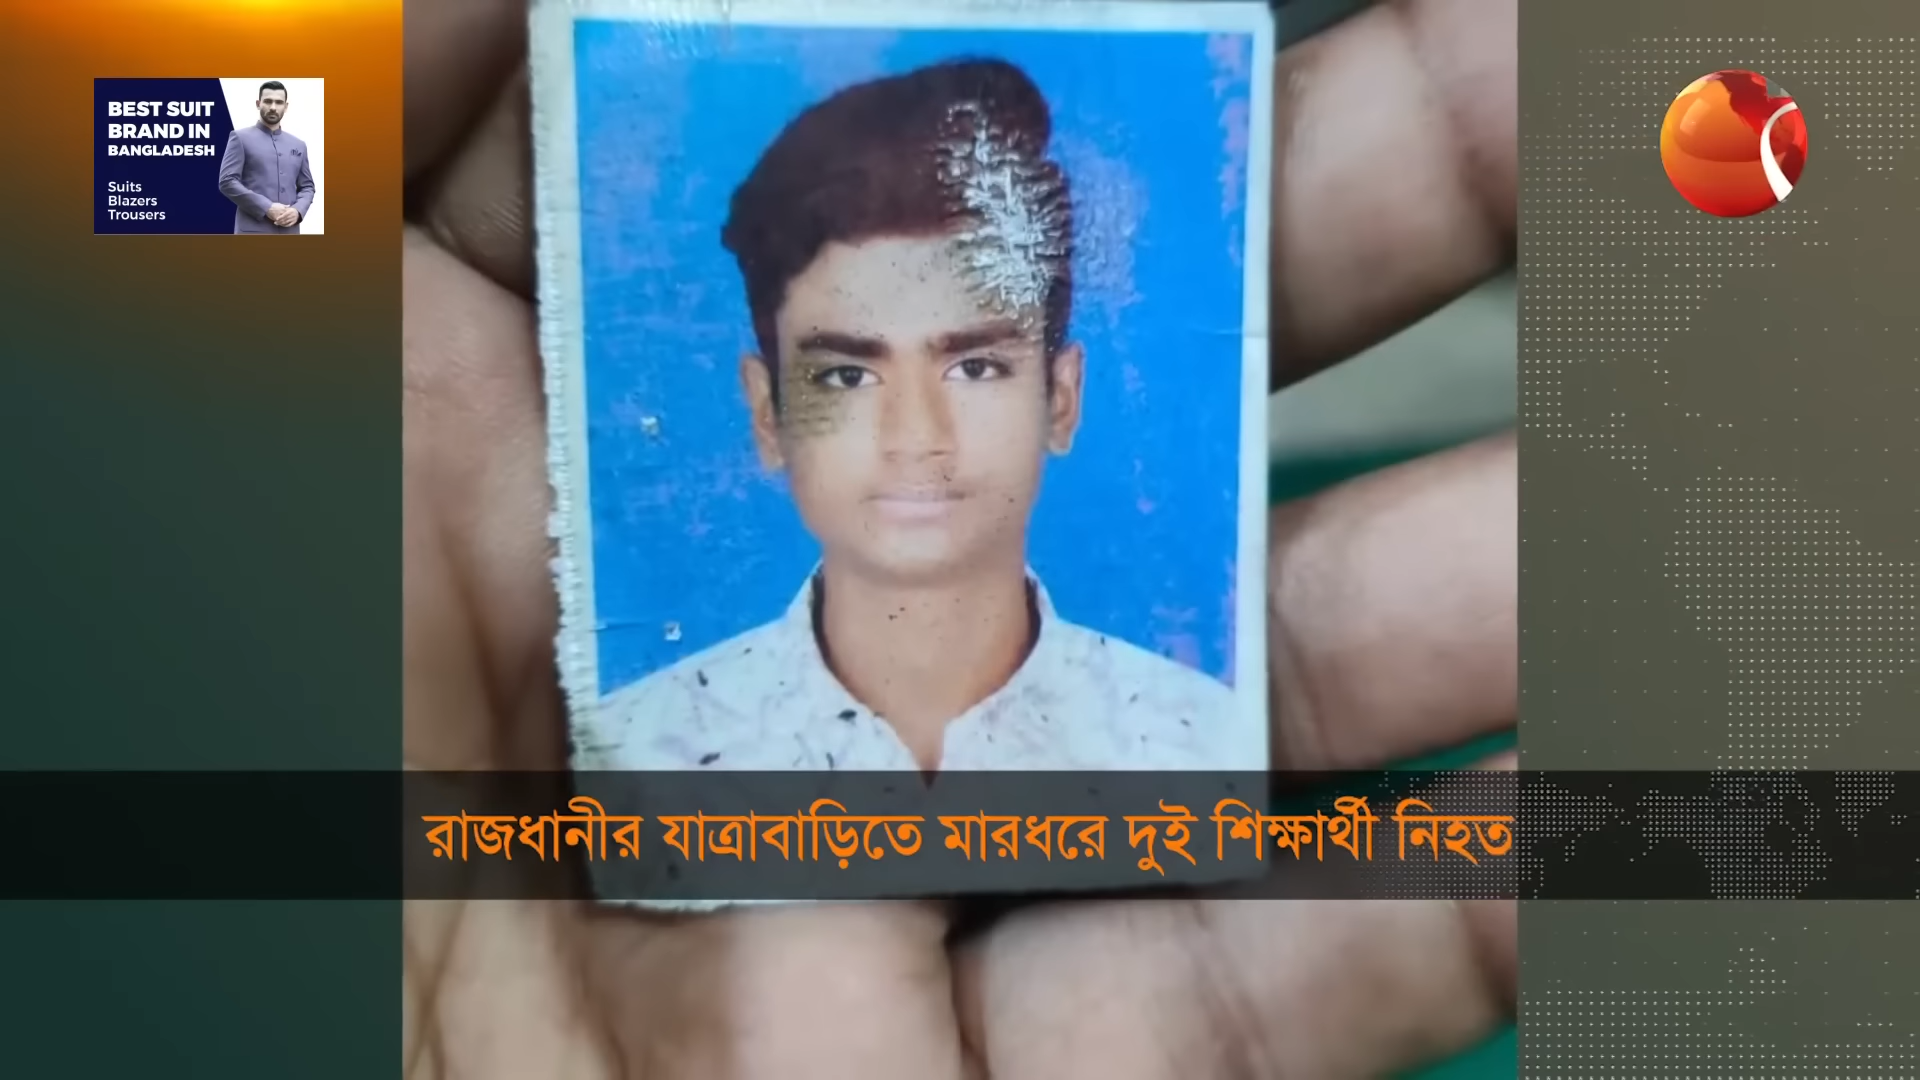 BEST SUIT
BRAND IN
BANGLADESH
Suits
Blazers
Trousers
রাজধানীর যাত্রাবাড়িতে মারধরে দুই শিক্ষার্থী নিহত